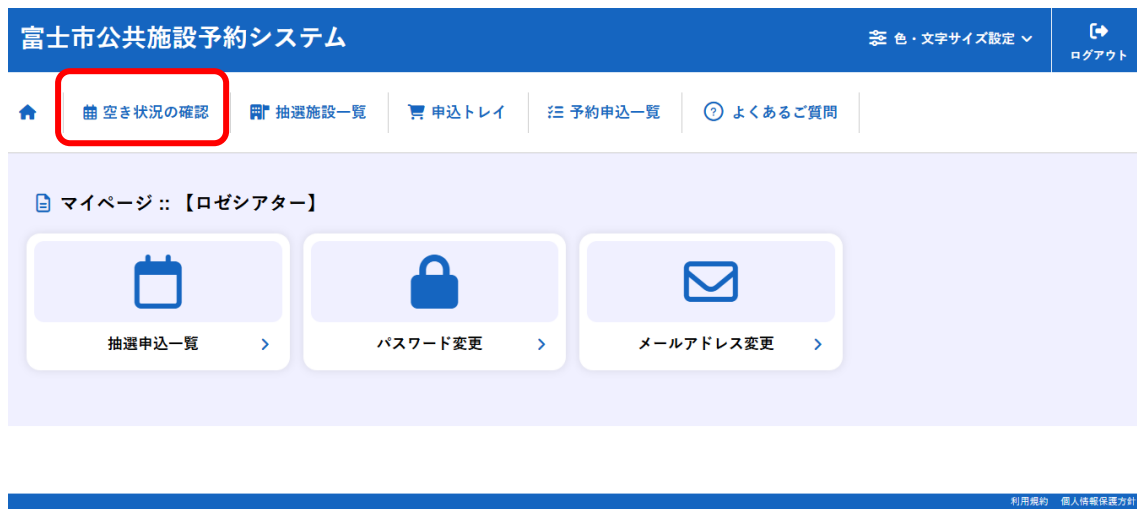 富士市公共施設予約システム
色・文字サイズ設定
ログアウト
空き状況の確認
抽選施設一覧
申込トレイ
予約申込一覧
よくあるご質問
マイページ :: 【ロゼシアター】
抽選申込一覧
パスワード変更
メールアドレス変更
利用規約 個人情報保護方針